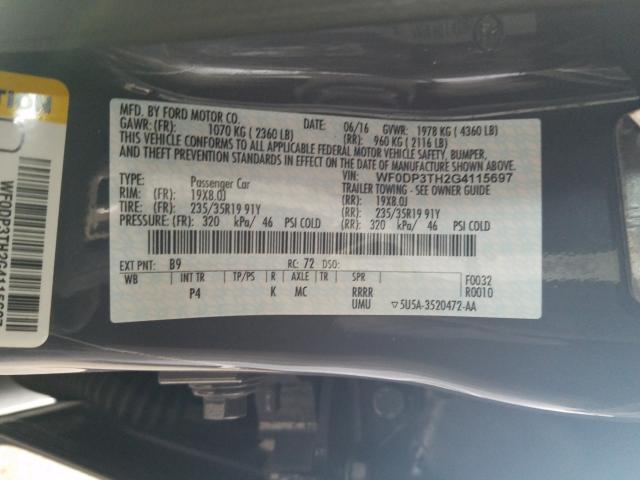 MFD. BY FORD MOTOR CO.
DATE: 06/16 GVWR: 1978 KG ( 4360 LB)
GAWR: (FR): 1070 KG ( 2360 LB) (RR): 960 KG ( 2116 LB)
THIS VEHICLE CONFORMS TO ALL APPLICABLE FEDERAL MOTOR VEHICLE SAFETY, BUMPER,
AND THEFT PREVENTION STANDARDS IN EFFECT ON THE DATE OF MANUFACTURE SHOWN ABOVE.
VIN: WF0DP3TH2G4115697
TYPE: Passenger Car TRAILER TOWING - SEE OWNER GUIDE
RIM: (FR): 19X8.0J (RR): 19X8.0J
TIRE: (FR): 235/35R19 91Y (RR): 235/35R19 91Y
PRESSURE: (FR): 320 kPa/ 46 PSI COLD (RR): 320 kPa/ 46 PSI COLD
EXT PNT: B9 RC: 72 DSO:
WB INT TR TP/PS R AXLE TR SPR F0032
P4 K MC RRRR R0010
UMU ▽5U5A-3520472-AA
WF0DP3TH2G4115697